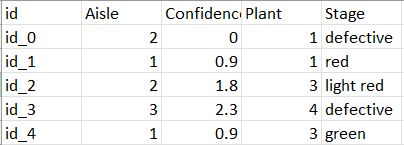 id Aisle Confidenc Plant Stage
id_0 2 0 1 defective
id_1 1 0.9 1 red
id_2 2 1.8 3 light red
id_3 3 2.3 4 defective
id_4 1 0.9 3 green